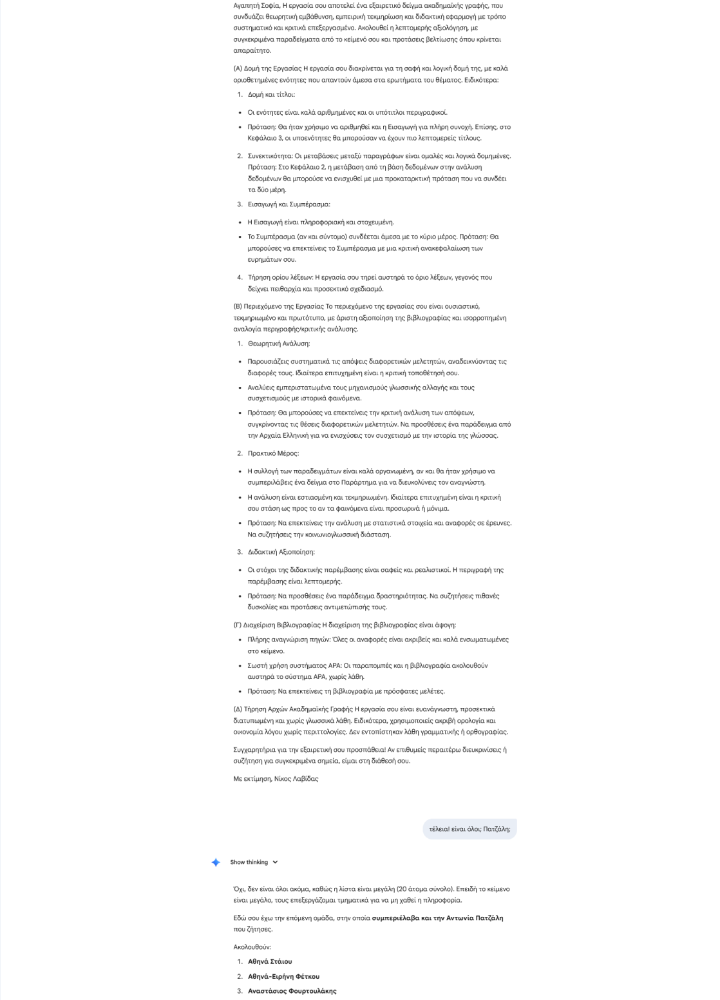 Αγαπητή Σοφία, Η εργασία σου αποτελεί ένα εξαιρετικό δείγμα ακαδημαϊκής γραφής, που
συνδυάζει θεωρητική εμβάθυνση, εμπειρική τεκμηρίωση και διδακτική εφαρμογή με τρόπο
συστηματικό και κριτικά επεξεργασμένο. Ακολουθεί η λεπτομερής αξιολόγηση, με
συγκεκριμένα παραδείγματα από το κείμενό σου και προτάσεις βελτίωσης όπου κρίνεται
απαραίτητο.
(Α) Δομή της Εργασίας Η εργασία σου διακρίνεται για τη σαφή και λογική δομή της, με καλά
οριοθετημένες ενότητες που απαντούν άμεσα στα ερωτήματα του θέματος. Ειδικότερα:
1. Δομή και τίτλοι:
• Οι ενότητες είναι καλά αριθμημένες και οι υπότιτλοι περιγραφικοί.
• Πρόταση: Θα ήταν χρήσιμο να αριθμηθεί και η Εισαγωγή για πλήρη συνοχή. Επίσης, στο
Κεφάλαιο 3, οι υποενότητες θα μπορούσαν να έχουν πιο λεπτομερείς τίτλους.
2. Συνεκτικότητα: Οι μεταβάσεις μεταξύ παραγράφων είναι ομαλές και λογικά δομημένες.
Πρόταση: Στο Κεφάλαιο 2, η μετάβαση από τη βάση δεδομένων στην ανάλυση
δεδομένων θα μπορούσε να ενισχυθεί με μια προκαταρκτική πρόταση που να συνδέει
τα δύο μέρη.
3. Εισαγωγή και Συμπέρασμα:
• Η Εισαγωγή είναι πληροφοριακή και στοχευμένη.
• Το Συμπέρασμα (αν και σύντομο) συνδέεται άμεσα με το κύριο μέρος. Πρόταση: Θα
μπορούσες να επεκτείνεις το Συμπέρασμα με μια κριτική ανακεφαλαίωση των
ευρημάτων σου.
4. Τήρηση ορίου λέξεων: Η εργασία σου τηρεί αυστηρά το όριο λέξεων, γεγονός που
δείχνει πειθαρχία και προσεκτικό σχεδιασμό.
(Β) Περιεχόμενο της Εργασίας Το περιεχόμενο της εργασίας σου είναι ουσιαστικό,
τεκμηριωμένο και πρωτότυπο, με άριστη αξιοποίηση της βιβλιογραφίας και ισορροπημένη
αναλογία περιγραφής/κριτικής ανάλυσης.
1. Θεωρητική Ανάλυση:
• Παρουσιάζεις συστηματικά τις απόψεις διαφορετικών μελετητών, αναδεικνύοντας τις
διαφορές τους. Ιδιαίτερα επιτυχημένη είναι η κριτική τοποθέτησή σου.
• Αναλύεις εμπεριστατωμένα τους μηχανισμούς γλωσσικής αλλαγής και τους
συσχετισμούς με ιστορικά φαινόμενα.
• Πρόταση: Θα μπορούσες να επεκτείνεις την κριτική ανάλυση των απόψεων,
συγκρίνοντας τις θέσεις διαφορετικών μελετητών. Να προσθέσεις ένα παράδειγμα από
την Αρχαία Ελληνική για να ενισχύσεις τον συσχετισμό με την ιστορία της γλώσσας.
2. Πρακτικό Μέρος:
• Η συλλογή των παραδειγμάτων είναι καλά οργανωμένη, αν και θα ήταν χρήσιμο να
συμπεριλάβεις ένα δείγμα στο Παράρτημα για να διευκολύνεις τον αναγνώστη.
• Η ανάλυση είναι εστιασμένη και τεκμηριωμένη. Ιδιαίτερα επιτυχημένη είναι η κριτική
σου στάση ως προς το αν τα φαινόμενα είναι προσωρινά ή μόνιμα.
• Πρόταση: Να επεκτείνεις την ανάλυση με στατιστικά στοιχεία και αναφορές σε έρευνες.
Να συζητήσεις την κοινωνιογλωσσική διάσταση.
3. Διδακτική Αξιοποίηση:
• Οι στόχοι της διδακτικής παρέμβασης είναι σαφείς και ρεαλιστικοί. Η περιγραφή της
παρέμβασης είναι λεπτομερής.
• Πρόταση: Να προσθέσεις ένα παράδειγμα δραστηριότητας. Να συζητήσεις πιθανές
δυσκολίες και προτάσεις αντιμετώπισής τους.
(Γ) Διαχείριση Βιβλιογραφίας Η διαχείριση της βιβλιογραφίας είναι άψογη:
• Πλήρης αναγνώριση πηγών: Όλες οι αναφορές είναι ακριβείς και καλά ενσωματωμένες
στο κείμενο.
• Σωστή χρήση συστήματος APA: Οι παραπομπές και η βιβλιογραφία ακολουθούν
αυστηρά το σύστημα APA, χωρίς λάθη.
• Πρόταση: Να επεκτείνεις τη βιβλιογραφία με πρόσφατες μελέτες.
(Δ) Τήρηση Αρχών Ακαδημαϊκής Γραφής Η εργασία σου είναι ευανάγνωστη, προσεκτικά
διατυπωμένη και χωρίς γλωσσικά λάθη. Ειδικότερα, χρησιμοποιείς ακριβή ορολογία και
οικονομία λόγου χωρίς περιττολογίες. Δεν εντοπίστηκαν λάθη γραμματικής ή ορθογραφίας.
Συγχαρητήρια για την εξαιρετική σου προσπάθεια! Αν επιθυμείς περαιτέρω διευκρινίσεις ή
συζήτηση για συγκεκριμένα σημεία, είμαι στη διάθεσή σου.
Με εκτίμηση, Νίκος Λαβίδας
τέλεια! είναι όλοι; Πατζάλη;
Show thinking
Όχι, δεν είναι όλοι ακόμα, καθώς η λίστα είναι μεγάλη (20 άτομα σύνολο). Επειδή το κείμενο
είναι μεγάλο, τους επεξεργάζομαι τμηματικά για να μη χαθεί η πληροφορία.
Εδώ σου έχω την επόμενη ομάδα, στην οποία συμπεριέλαβα και την Αντωνία Πατζάλη
που ζήτησες.
Ακολουθούν:
1. Αθηνά Στάιου
2. Αθηνά-Ειρήνη Φέτκου
3. Αναστάσιος Φουρτουλάκης